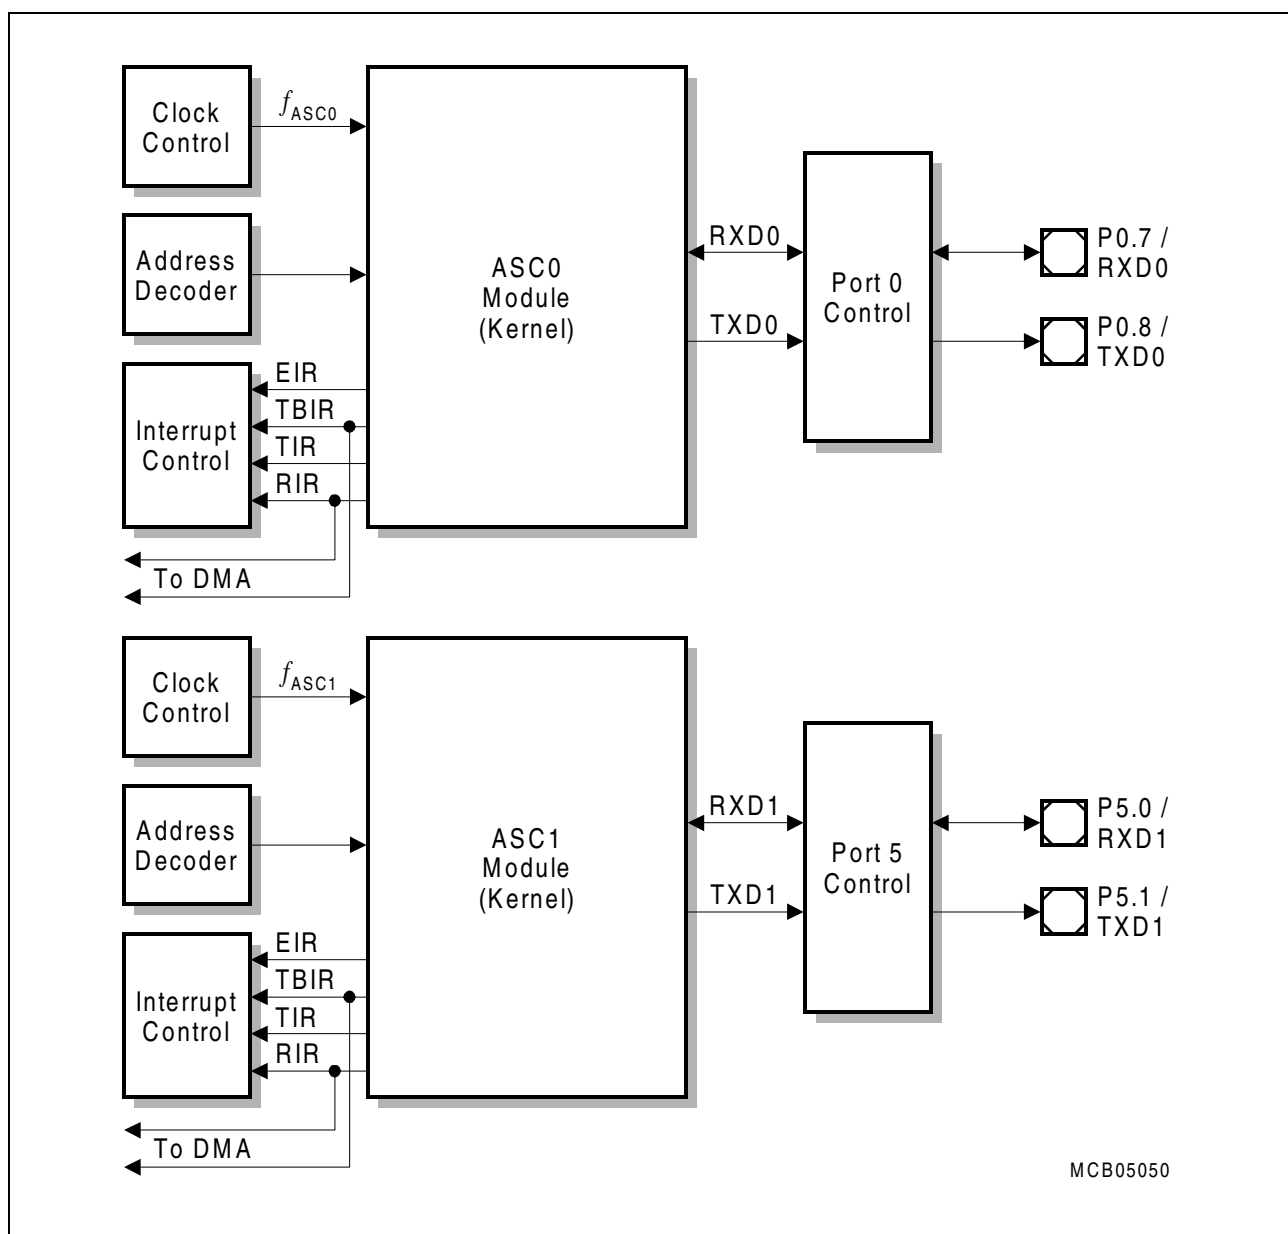 Clock
Control
fASC0
Address
Decoder
ASC0
Module
(Kernel)
Interrupt
Control
EIR
TBIR
TIR
RIR
To DMA
RXD0
TXD0
Port 0
Control
P0.7 /
RXD0
P0.8 /
TXD0
Clock
Control
fASC1
Address
Decoder
ASC1
Module
(Kernel)
Interrupt
Control
EIR
TBIR
TIR
RIR
To DMA
RXD1
TXD1
Port 5
Control
P5.0 /
RXD1
P5.1 /
TXD1
MCB05050